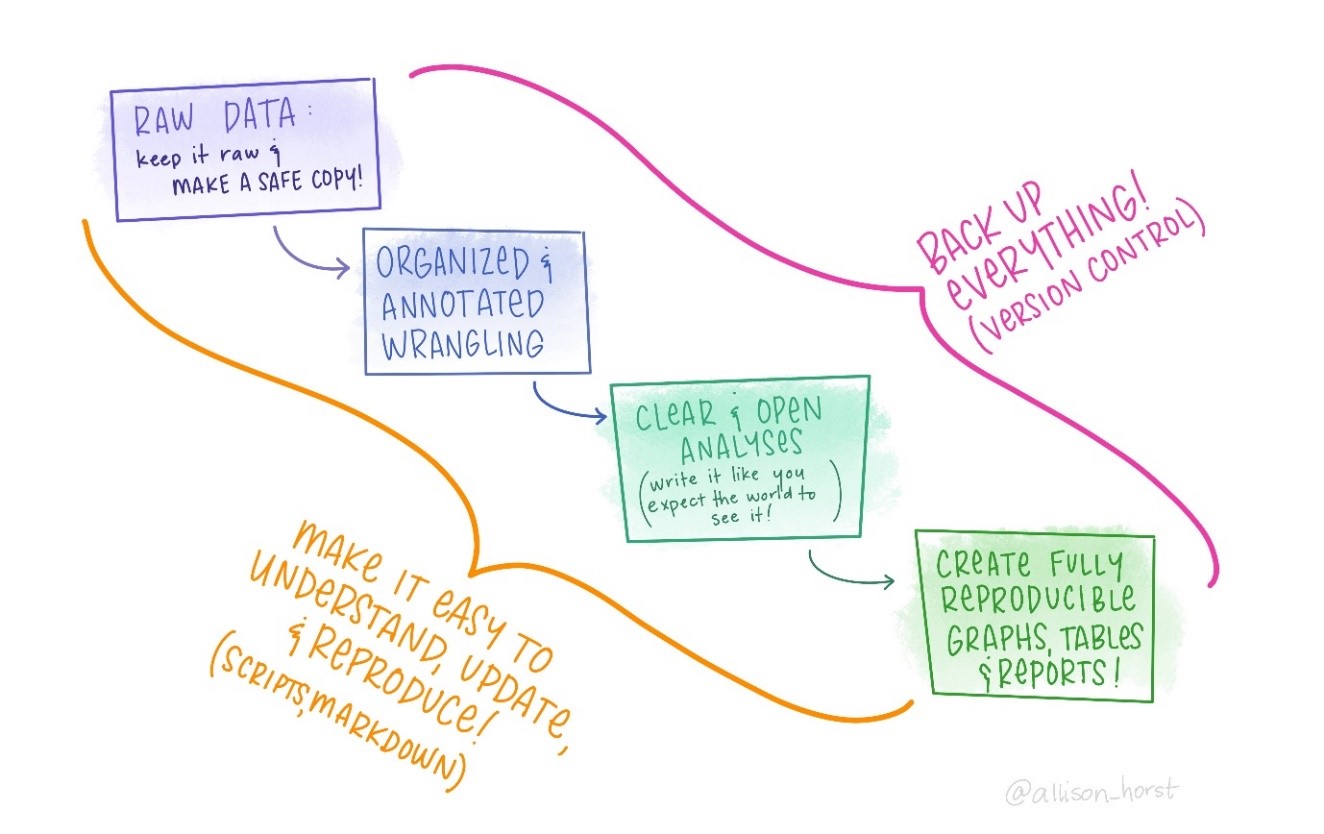 RAW DATA:
keep it raw &
MAKE A SAFE COPY!
ORGANIZED &
ANNOTATED
WRANGLING
CLEAR & OPEN
ANALYSES
(write it like you
expect the world to
see it!)
CREATE FULLY
REPRODUCIBLE
GRAPHS, TABLES
& REPORTS!
BACK UP
EVERYTHING!
(VERSION CONTROL)
MAKE IT EASY TO
UNDERSTAND, UPDATE,
& REPRODUCE!
(SCRIPTS, MARKDOWN)
@allison_horst